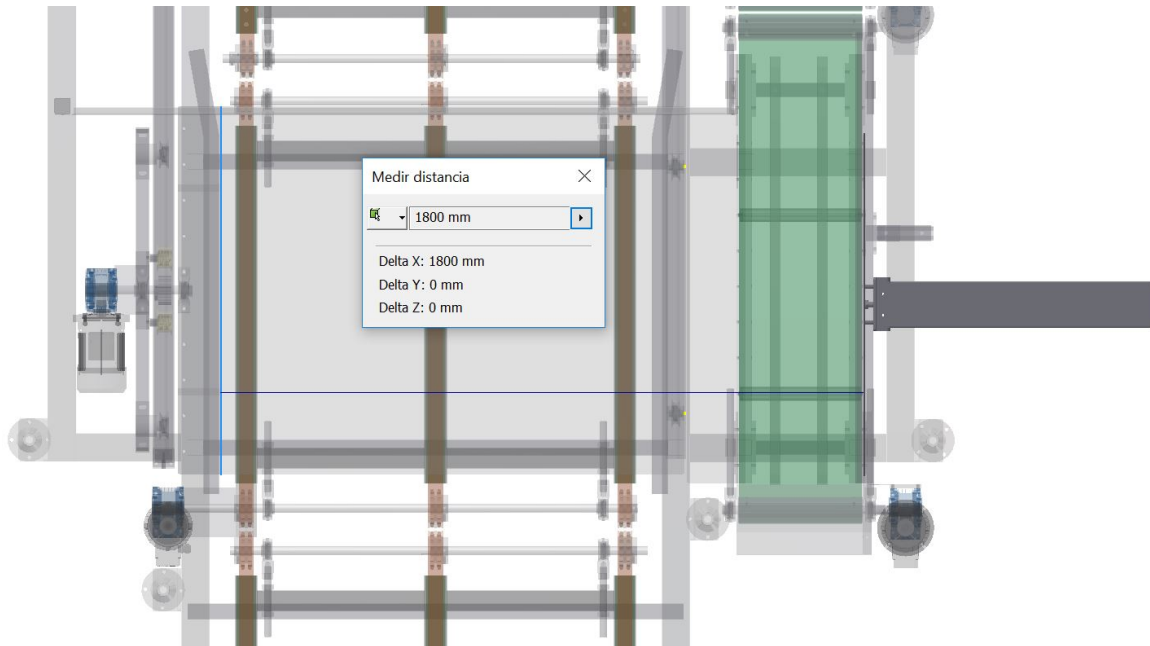 Medir distancia
1800 mm
Delta X: 1800 mm
Delta Y: 0 mm
Delta Z: 0 mm